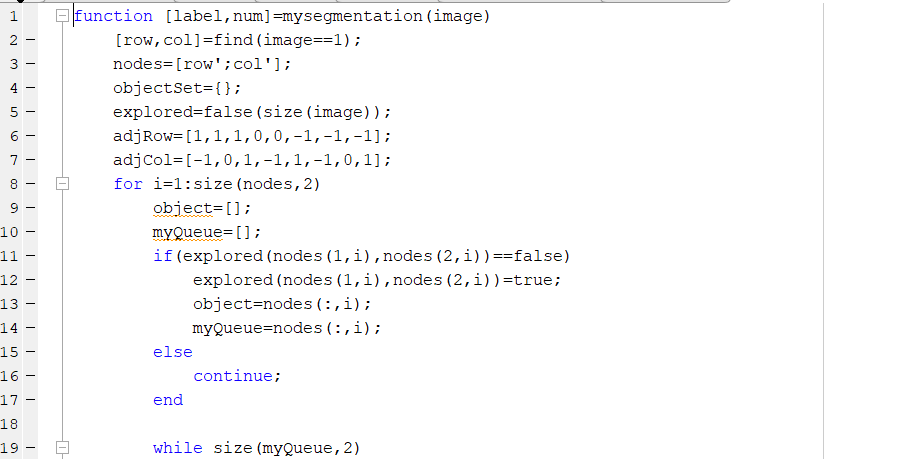 1 function [label,num]=mysegmentation(image)
2 [row,col]=find(image==1);
3 nodes=[row';col'];
4 objectSet={};
5 explored=false(size(image));
6 adjRow=[1,1,1,0,0,-1,-1,-1];
7 adjCol=[-1,0,1,-1,1,-1,0,1];
8 for i=1:size(nodes,2)
9 object=[];
10 myQueue=[];
11 if(explored(nodes(1,i),nodes(2,i))==false)
12 explored(nodes(1,i),nodes(2,i))=true;
13 object=nodes(:,i);
14 myQueue=nodes(:,i);
15 else
16 continue;
17 end
18
19 while size(myQueue,2)